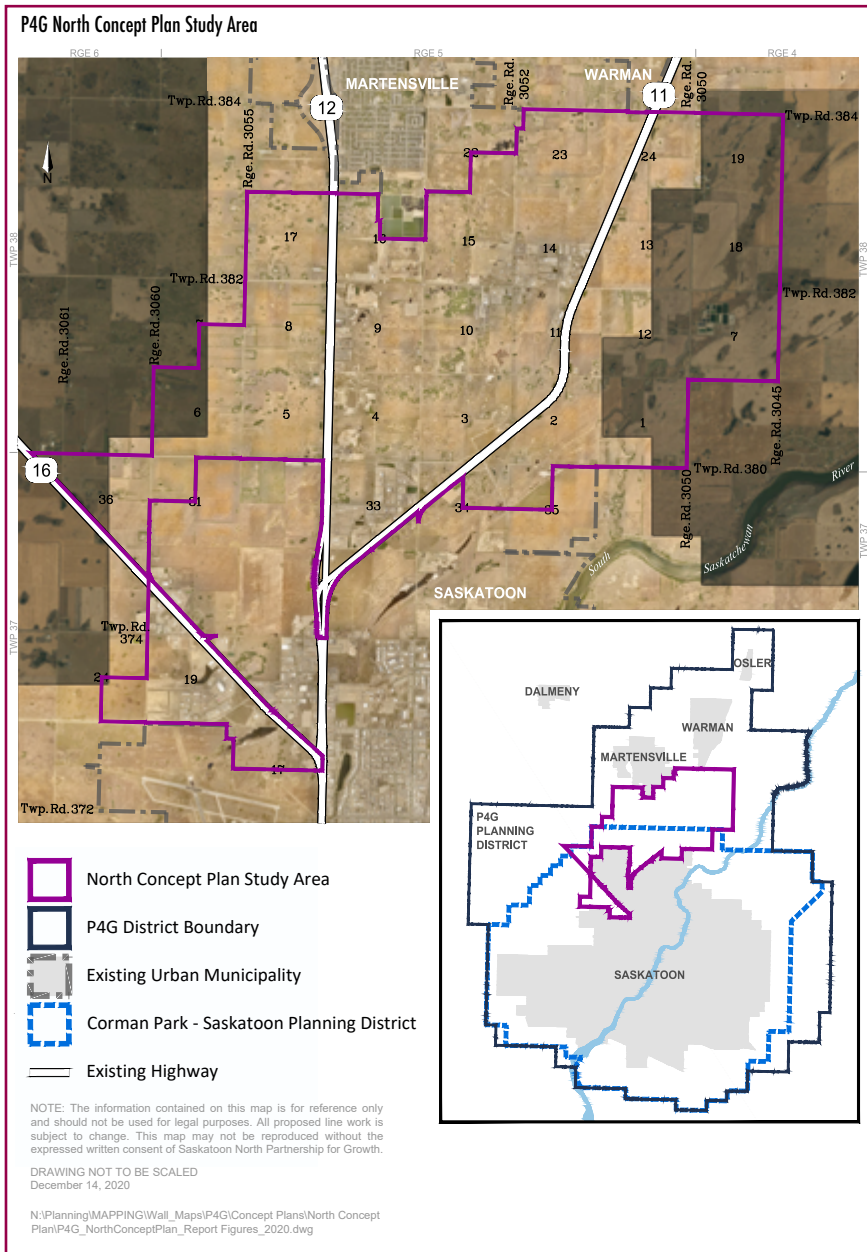 P4G North Concept Plan Study Area
RGE 6
RGE 5
RGE 4
MARTENSVILLE
WARMAN
12
11
Rge.Rd. 3052
Rge.Rd. 3050
Twp.Rd.384
Twp.Rd.384
Rge.Rd.3055
22
23
24
19
N
17
16
15
14
13
18
TWP 38
TWP 38
Twp.Rd.382
Twp.Rd.382
Rge.Rd.3061
Rge.Rd.3060
7
8
9
10
11
12
7
6
5
4
3
2
1
Rge.Rd.3045
16
Twp.Rd.380
River
36
31
33
34
35
Rge.Rd.3050
South
Saskatchewan
TWP 37
TWP 37
SASKATOON
Twp.Rd.
374
24
19
17
Twp.Rd.372
OSLER
DALMENY
WARMAN
MARTENSVILLE
P4G
PLANNING
DISTRICT
SASKATOON
North Concept Plan Study Area
P4G District Boundary
Existing Urban Municipality
Corman Park - Saskatoon Planning District
Existing Highway
NOTE: The information contained on this map is for reference only
and should not be used for legal purposes. All proposed line work is
subject to change. This map may not be reproduced without the
expressed written consent of Saskatoon North Partnership for Growth.
DRAWING NOT TO BE SCALED
December 14, 2020
N:\Planning\MAPPING\Wall_Maps\P4G\Concept Plans\North Concept
Plan\P4G_NorthConceptPlan_Report Figures_2020.dwg